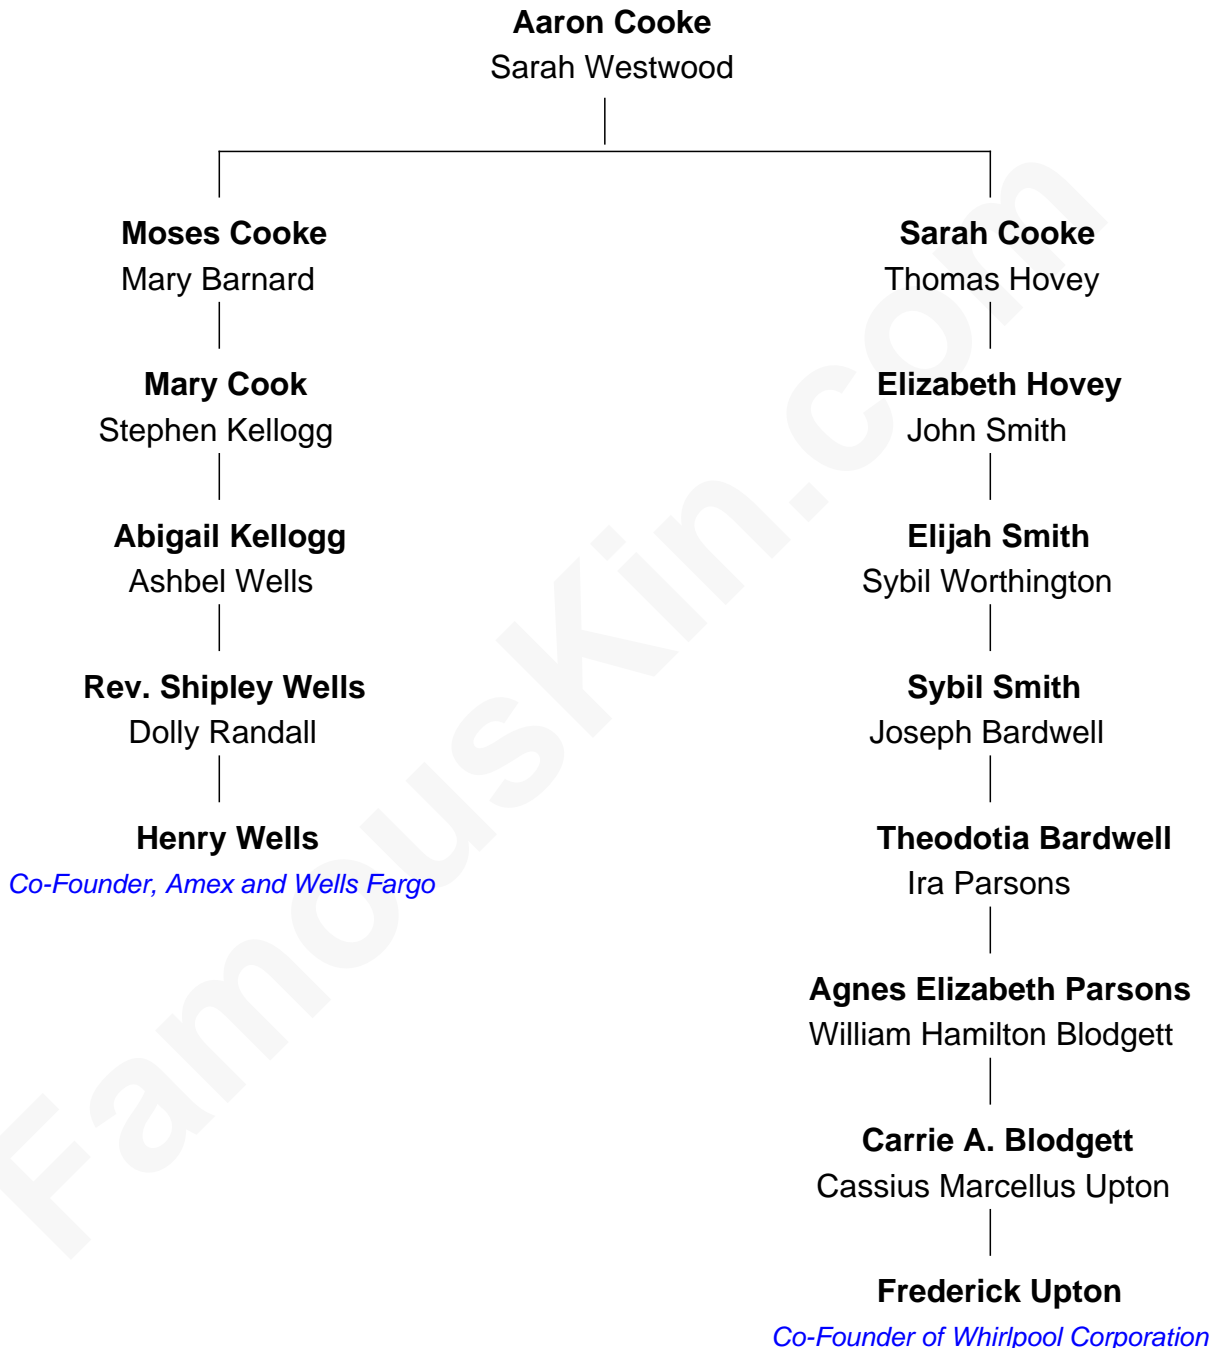 Aaron Cooke
Sarah Westwood
Moses Cooke
Mary Barnard
Sarah Cooke
Thomas Hovey
Mary Cook
Stephen Kellogg
Elizabeth Hovey
John Smith
Abigail Kellogg
Ashbel Wells
Elijah Smith
Sybil Worthington
Rev. Shipley Wells
Dolly Randall
Sybil Smith
Joseph Bardwell
Henry Wells
Co-Founder, Amex and Wells Fargo
Theodotia Bardwell
Ira Parsons
Agnes Elizabeth Parsons
William Hamilton Blodgett
Carrie A. Blodgett
Cassius Marcellus Upton
Frederick Upton
Co-Founder of Whirlpool Corporation
FamousKin.com